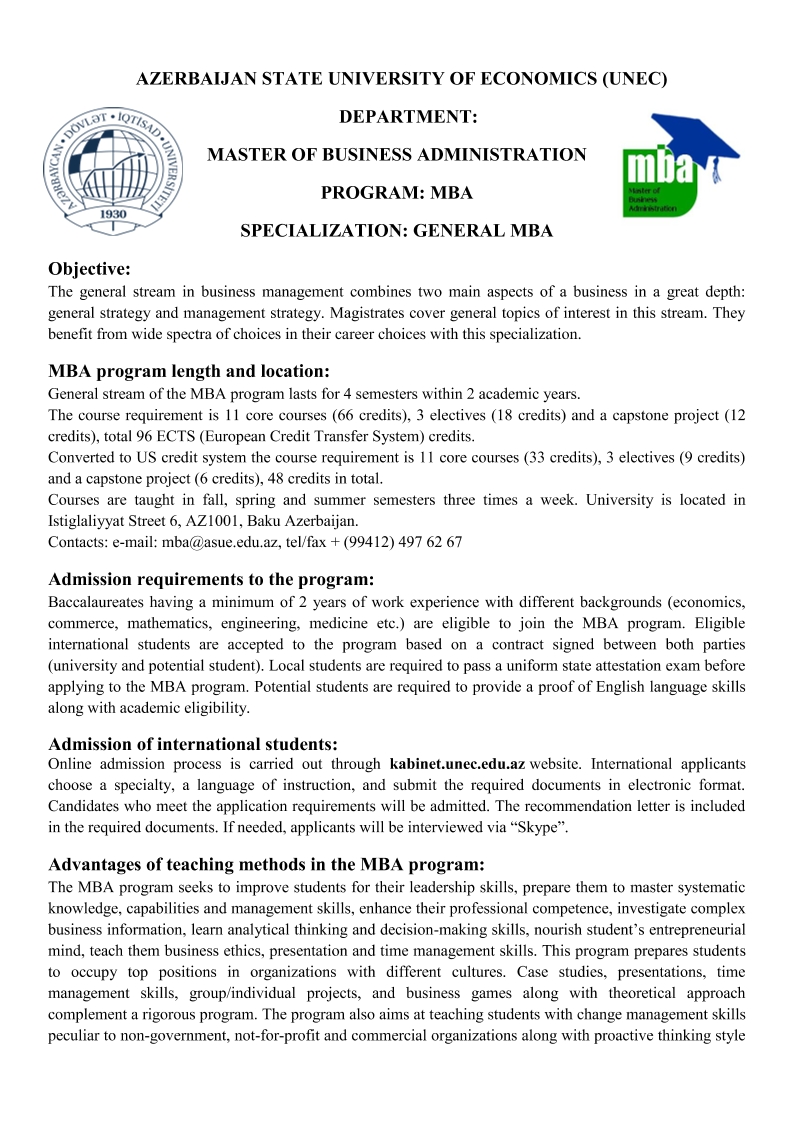 AZERBAIJAN STATE UNIVERSITY OF ECONOMICS (UNEC)
DEPARTMENT:
AZƏRBAYCAN • DÖVLƏT • İQTİSAD • UNİVERSİTETİ
1930
mba
Master of
Business
Administration
MASTER OF BUSINESS ADMINISTRATION
PROGRAM: MBA
SPECIALIZATION: GENERAL MBA
Objective:
The general stream in business management combines two main aspects of a business in a great depth:
general strategy and management strategy. Magistrates cover general topics of interest in this stream. They
benefit from wide spectra of choices in their career choices with this specialization.
MBA program length and location:
General stream of the MBA program lasts for 4 semesters within 2 academic years.
The course requirement is 11 core courses (66 credits), 3 electives (18 credits) and a capstone project (12
credits), total 96 ECTS (European Credit Transfer System) credits.
Converted to US credit system the course requirement is 11 core courses (33 credits), 3 electives (9 credits)
and a capstone project (6 credits), 48 credits in total.
Courses are taught in fall, spring and summer semesters three times a week. University is located in
Istiglaliyyat Street 6, AZ1001, Baku Azerbaijan.
Contacts: e-mail: mba@asue.edu.az, tel/fax + (99412) 497 62 67
Admission requirements to the program:
Baccalaureates having a minimum of 2 years of work experience with different backgrounds (economics,
commerce, mathematics, engineering, medicine etc.) are eligible to join the MBA program. Eligible
international students are accepted to the program based on a contract signed between both parties
(university and potential student). Local students are required to pass a uniform state attestation exam before
applying to the MBA program. Potential students are required to provide a proof of English language skills
along with academic eligibility.
Admission of international students:
Online admission process is carried out through kabinet.unec.edu.az website. International applicants
choose a specialty, a language of instruction, and submit the required documents in electronic format.
Candidates who meet the application requirements will be admitted. The recommendation letter is included
in the required documents. If needed, applicants will be interviewed via “Skype”.
Advantages of teaching methods in the MBA program:
The MBA program seeks to improve students for their leadership skills, prepare them to master systematic
knowledge, capabilities and management skills, enhance their professional competence, investigate complex
business information, learn analytical thinking and decision-making skills, nourish student’s entrepreneurial
mind, teach them business ethics, presentation and time management skills. This program prepares students
to occupy top positions in organizations with different cultures. Case studies, presentations, time
management skills, group/individual projects, and business games along with theoretical approach
complement a rigorous program. The program also aims at teaching students with change management skills
peculiar to non-government, not-for-profit and commercial organizations along with proactive thinking style